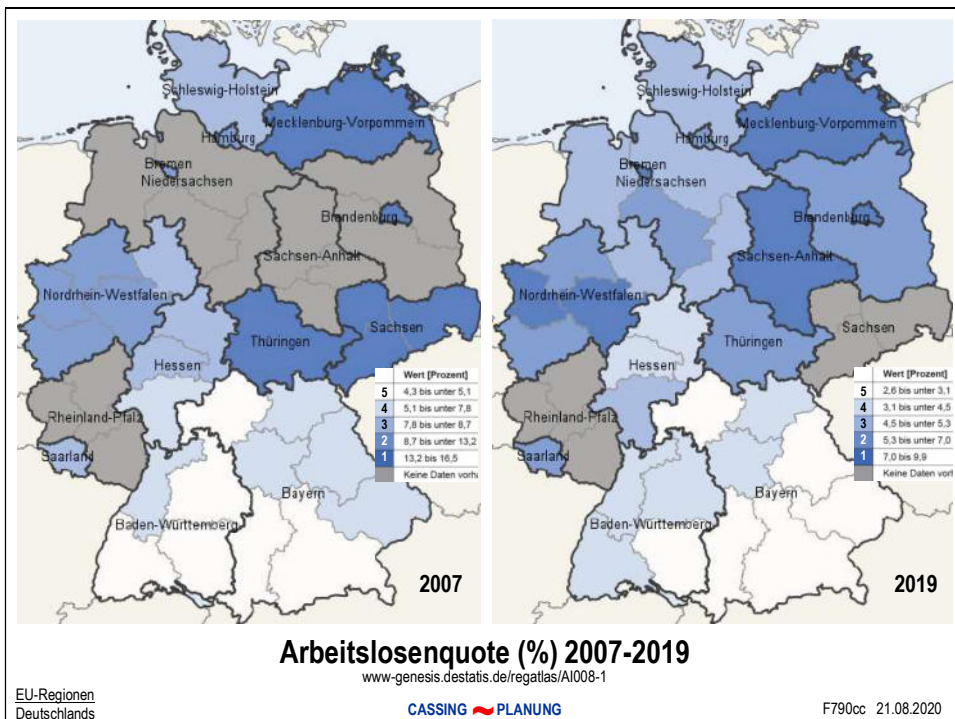 Schleswig-Holstein
Mecklenburg-Vorpommern
Hamburg
Bremen
Niedersachsen
Brandenburg
Sachsen-Anhalt
Nordrhein-Westfalen
Sachsen
Thüringen
Hessen
Rheinland-Pfalz
Saarland
Bayern
Baden-Württemberg
Wert [Prozent]
5 4,3 bis unter 5,1
4 5,1 bis unter 7,8
3 7,8 bis unter 8,7
2 8,7 bis unter 13,2
1 13,2 bis 16,5
Keine Daten vorh
2007
Schleswig-Holstein
Mecklenburg-Vorpommern
Hamburg
Bremen
Niedersachsen
Brandenburg
Sachsen-Anhalt
Nordrhein-Westfalen
Sachsen
Thüringen
Hessen
Rheinland-Pfalz
Saarland
Bayern
Baden-Württemberg
Wert [Prozent]
5 2,6 bis unter 3,1
4 3,1 bis unter 4,5
3 4,5 bis unter 5,3
2 5,3 bis unter 7,0
1 7,0 bis 9,9
Keine Daten vorh
2019
Arbeitslosenquote (%) 2007-2019
www-genesis.destatis.de/regatlas/AI008-1
EU-Regionen
Deutschlands
CASSING PLANUNG
F790cc 21.08.2020